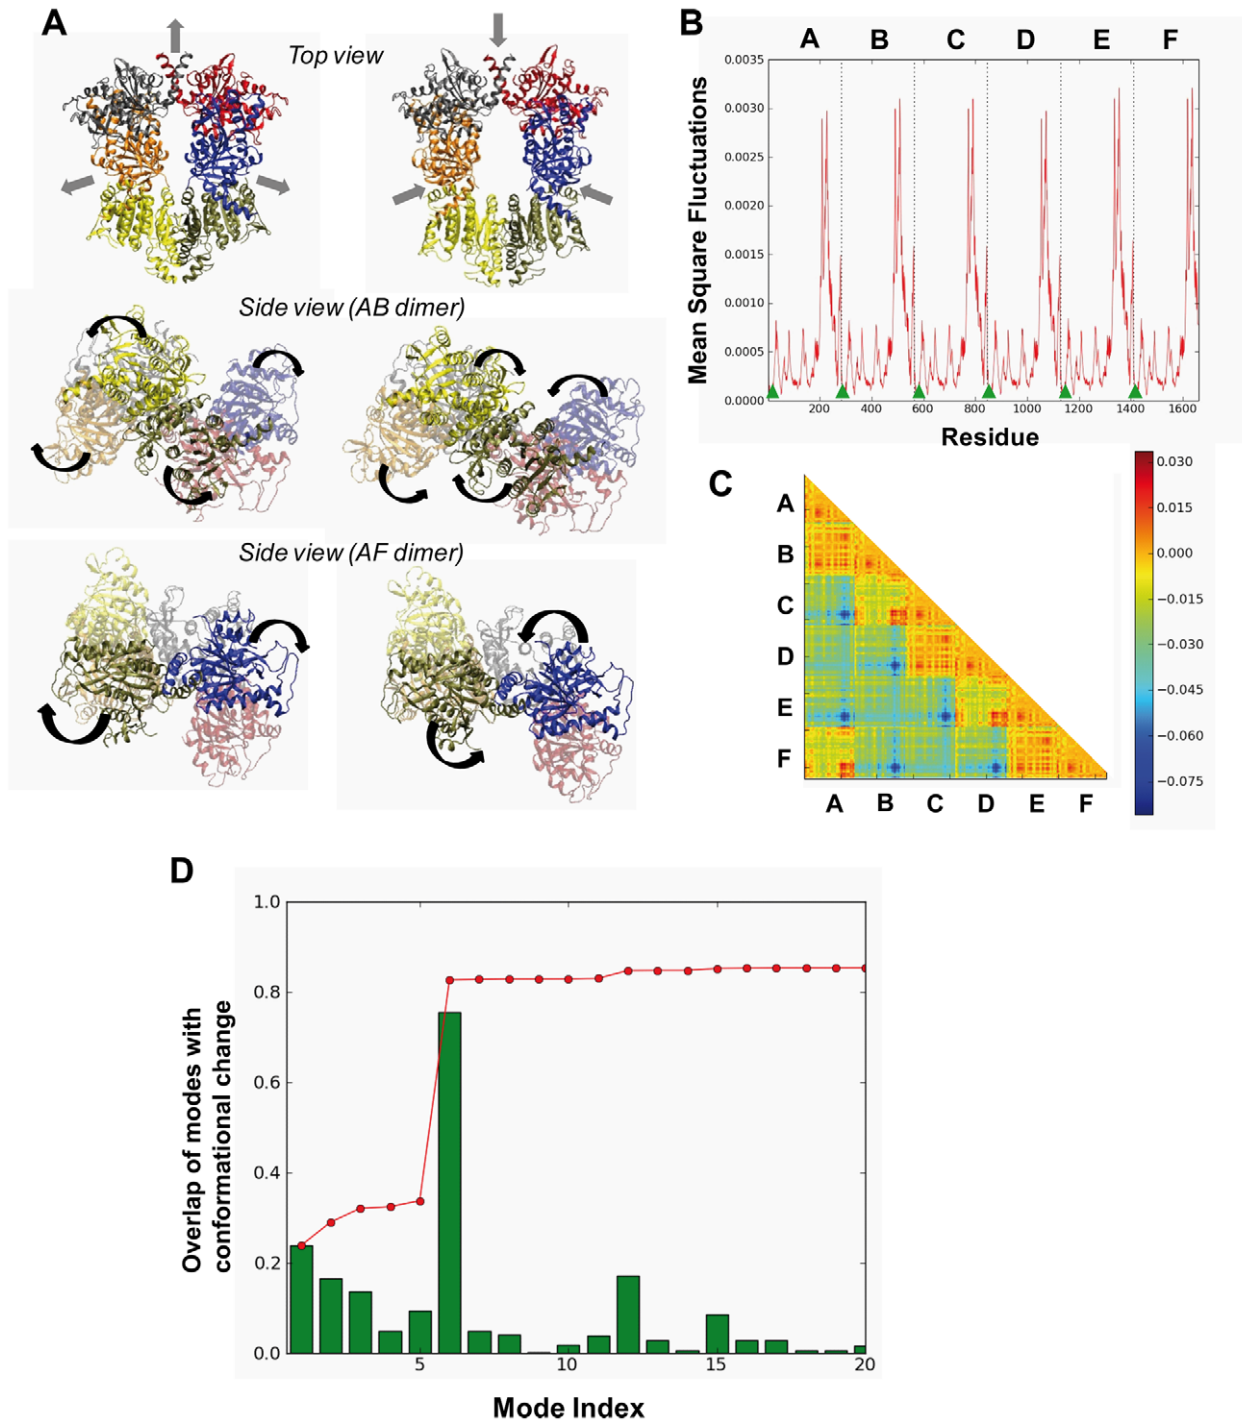 A
Top view
Side view (AB dimer)
Side view (AF dimer)
B
A B C D E F
Mean Square Fluctuations
0.0035
0.0030
0.0025
0.0020
0.0015
0.0010
0.0005
0.0000
200 400 600 800 1000 1200 1400 1600
Residue
C
A
B
C
D
E
F
A B C D E F
0.030
0.015
0.000
−0.015
−0.030
−0.045
−0.060
−0.075
D
Overlap of modes with
conformational change
1.0
0.8
0.6
0.4
0.2
0.0
5 10 15 20
Mode Index